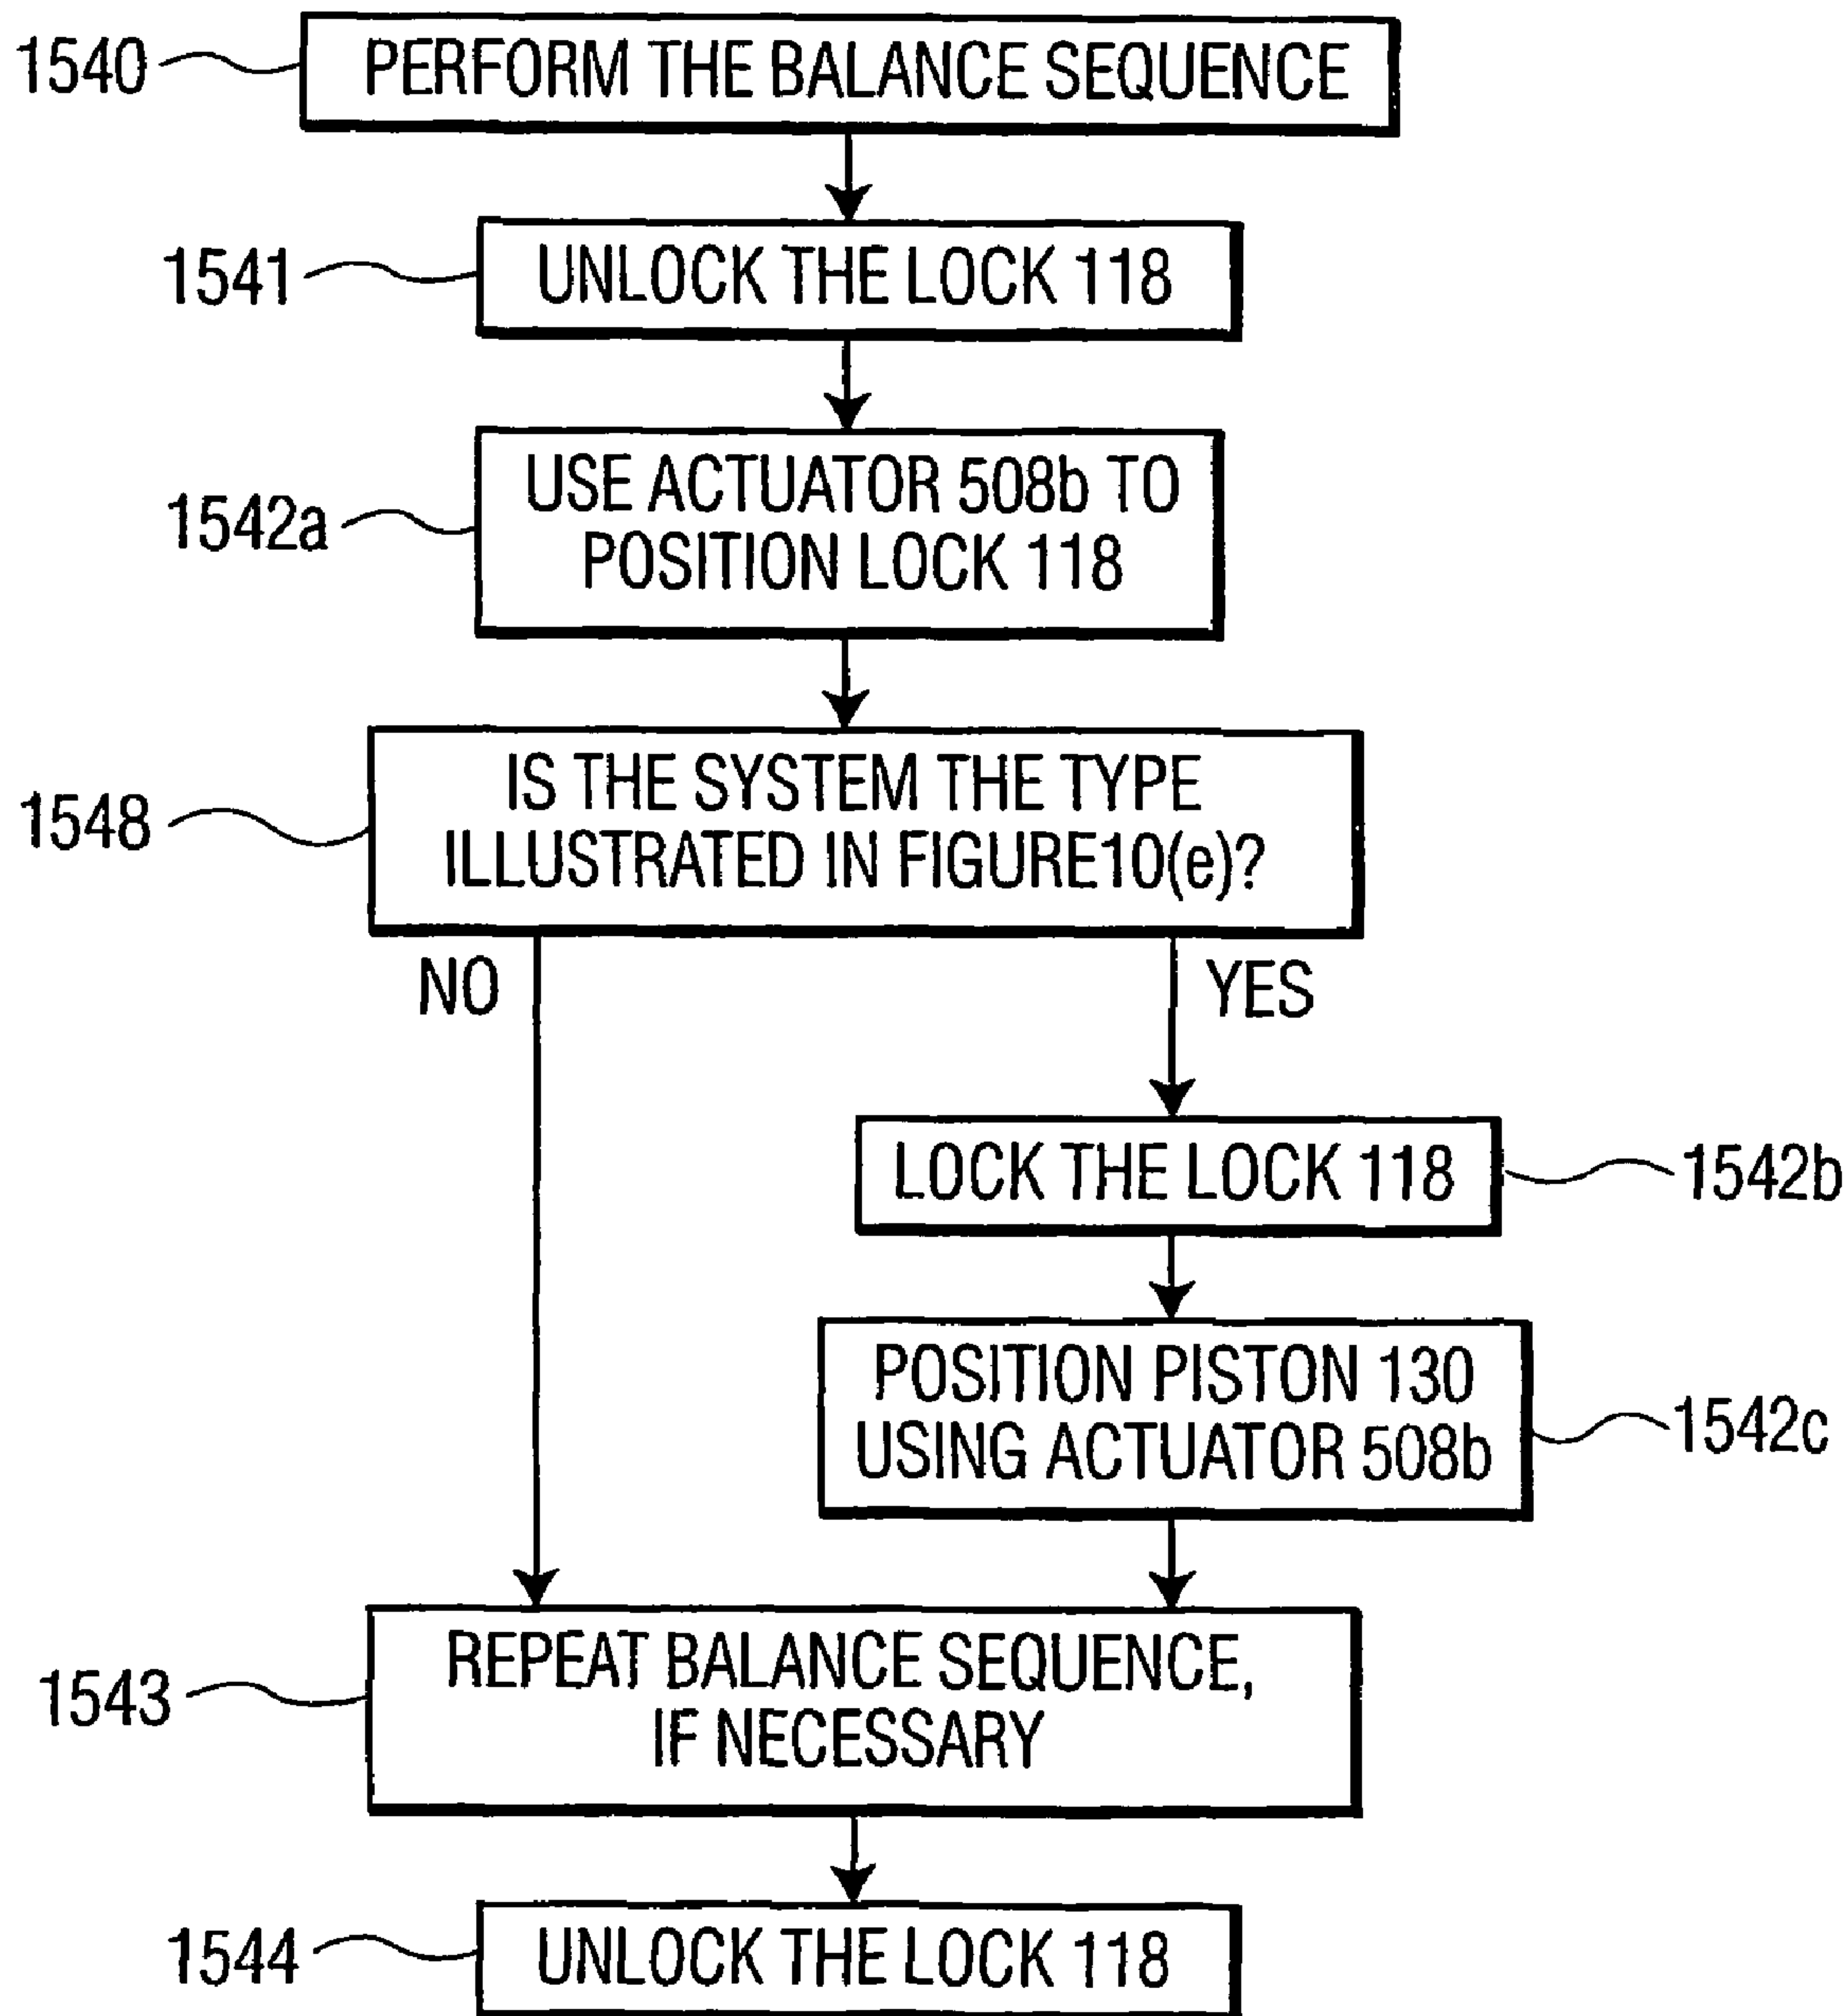 1540
PERFORM THE BALANCE SEQUENCE
1541
UNLOCK THE LOCK 118
1542a
USE ACTUATOR 508b TO
POSITION LOCK 118
1548
IS THE SYSTEM THE TYPE
ILLUSTRATED IN FIGURE10(e)?
NO
YES
LOCK THE LOCK 118
1542b
POSITION PISTON 130
USING ACTUATOR 508b
1542c
1543
REPEAT BALANCE SEQUENCE,
IF NECESSARY
1544
UNLOCK THE LOCK 118